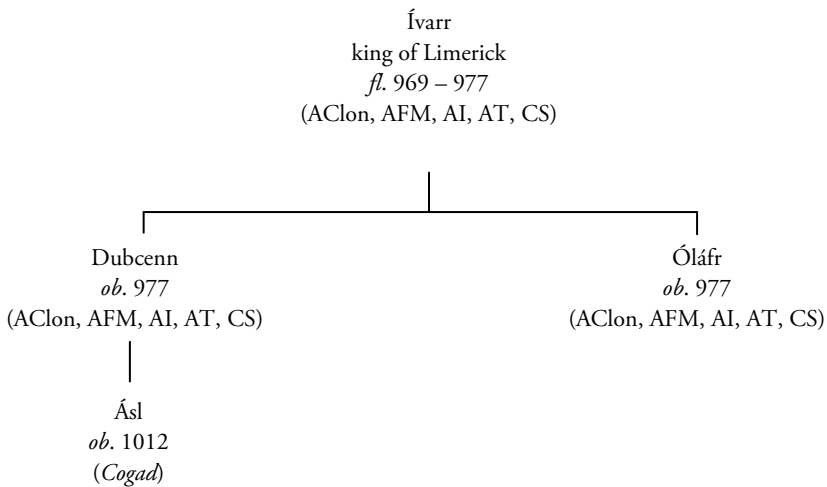 Ívarr
king of Limerick
fl. 969 – 977
(AClon, AFM, AI, AT, CS)
Dubcenn
ob. 977
(AClon, AFM, AI, AT, CS)
Óláfr
ob. 977
(AClon, AFM, AI, AT, CS)
Ásl
ob. 1012
(Cogad)